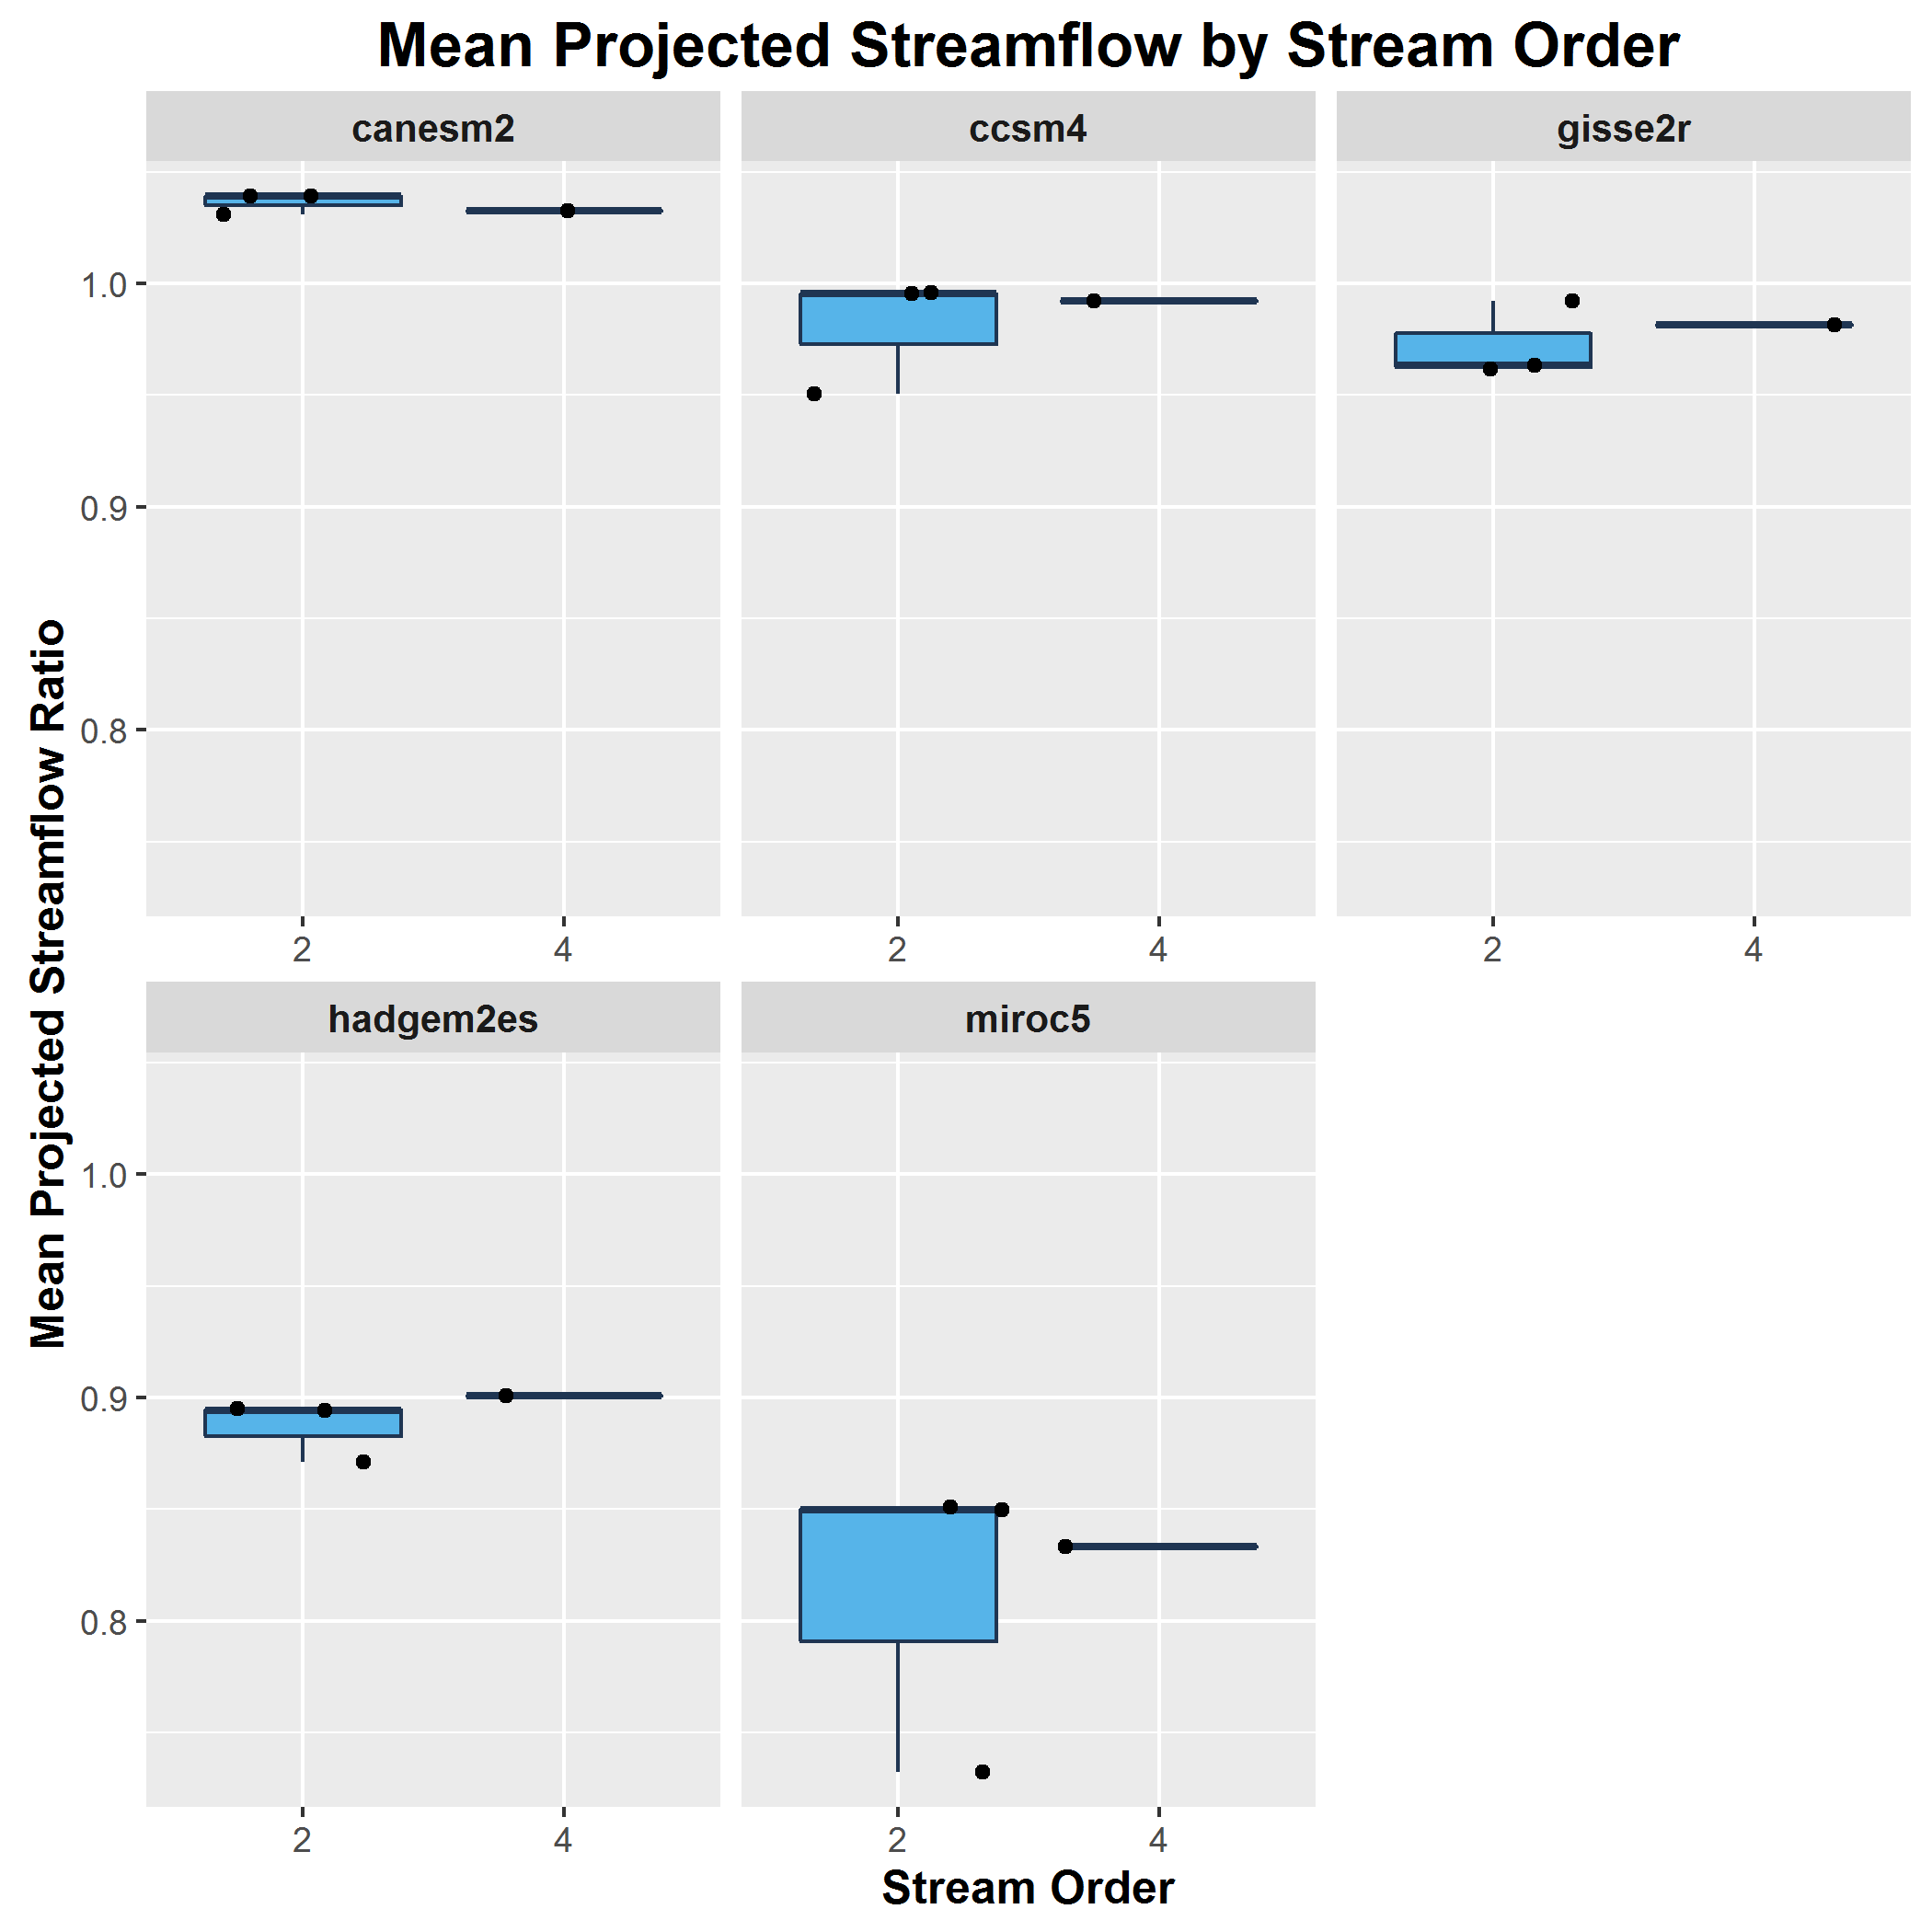 Mean Projected Streamflow by Stream Order
canesm2
ccsm4
gisse2r
1.0
0.9
0.8
2
4
2
4
2
4
hadgem2es
miroc5
1.0
0.9
0.8
2
4
2
4
Mean Projected Streamflow Ratio
Stream Order